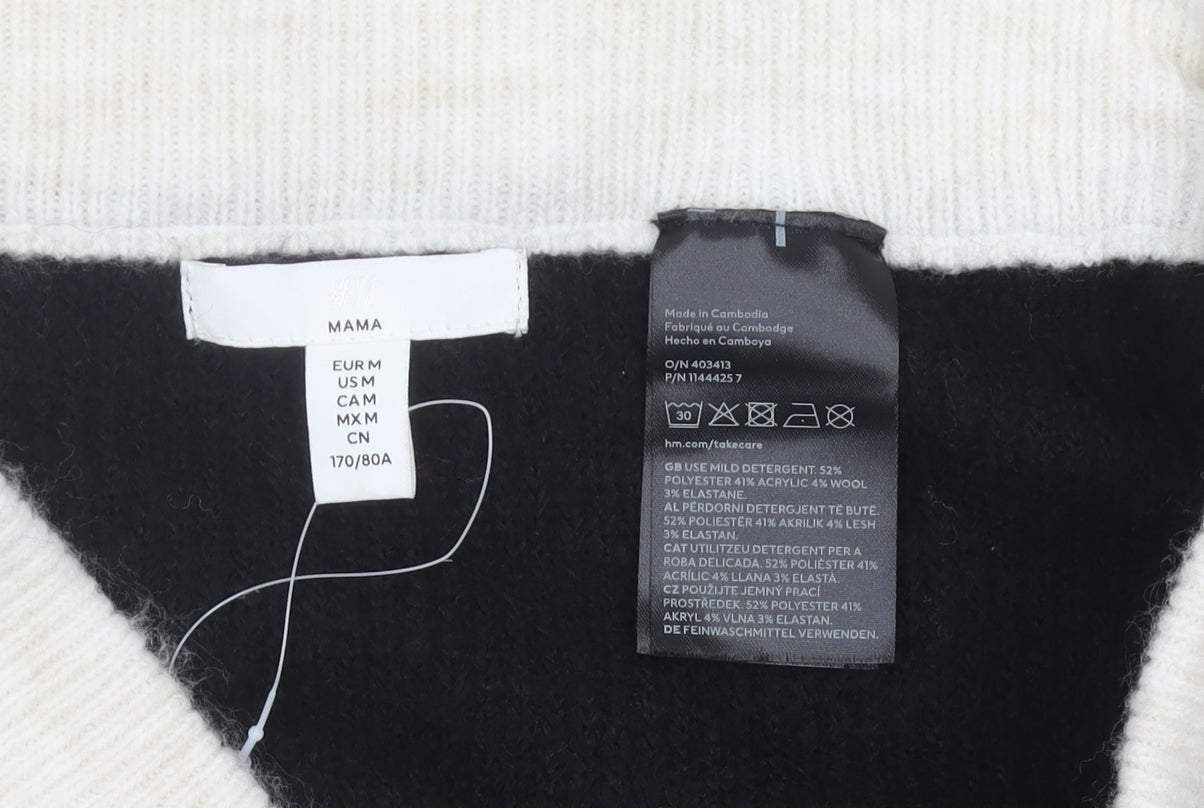 H&M
MAMA
EUR M
US M
CA M
MX M
CN
170/80A
Made in Cambodia
Fabriqué au Cambodge
Hecho en Camboya
O/N 403413
P/N 1144425 7
30
hm.com/takecare
GB USE MILD DETERGENT. 52%
POLYESTER 41% ACRYLIC 4% WOOL
3% ELASTANE.
AL PËRDORNI DETERGJENT TË BUTË.
52% POLIESTËR 41% AKRILIK 4% LESH
3% ELASTAN.
CAT UTILITZEU DETERGENT PER A
ROBA DELICADA. 52% POLIÈSTER 41%
ACRÍLIC 4% LLANA 3% ELASTÀ.
CZ POUŽIJTE JEMNÝ PRACÍ
PROSTŘEDEK. 52% POLYESTER 41%
AKRYL 4% VLNA 3% ELASTAN.
DE FEINWASCHMITTEL VERWENDEN.